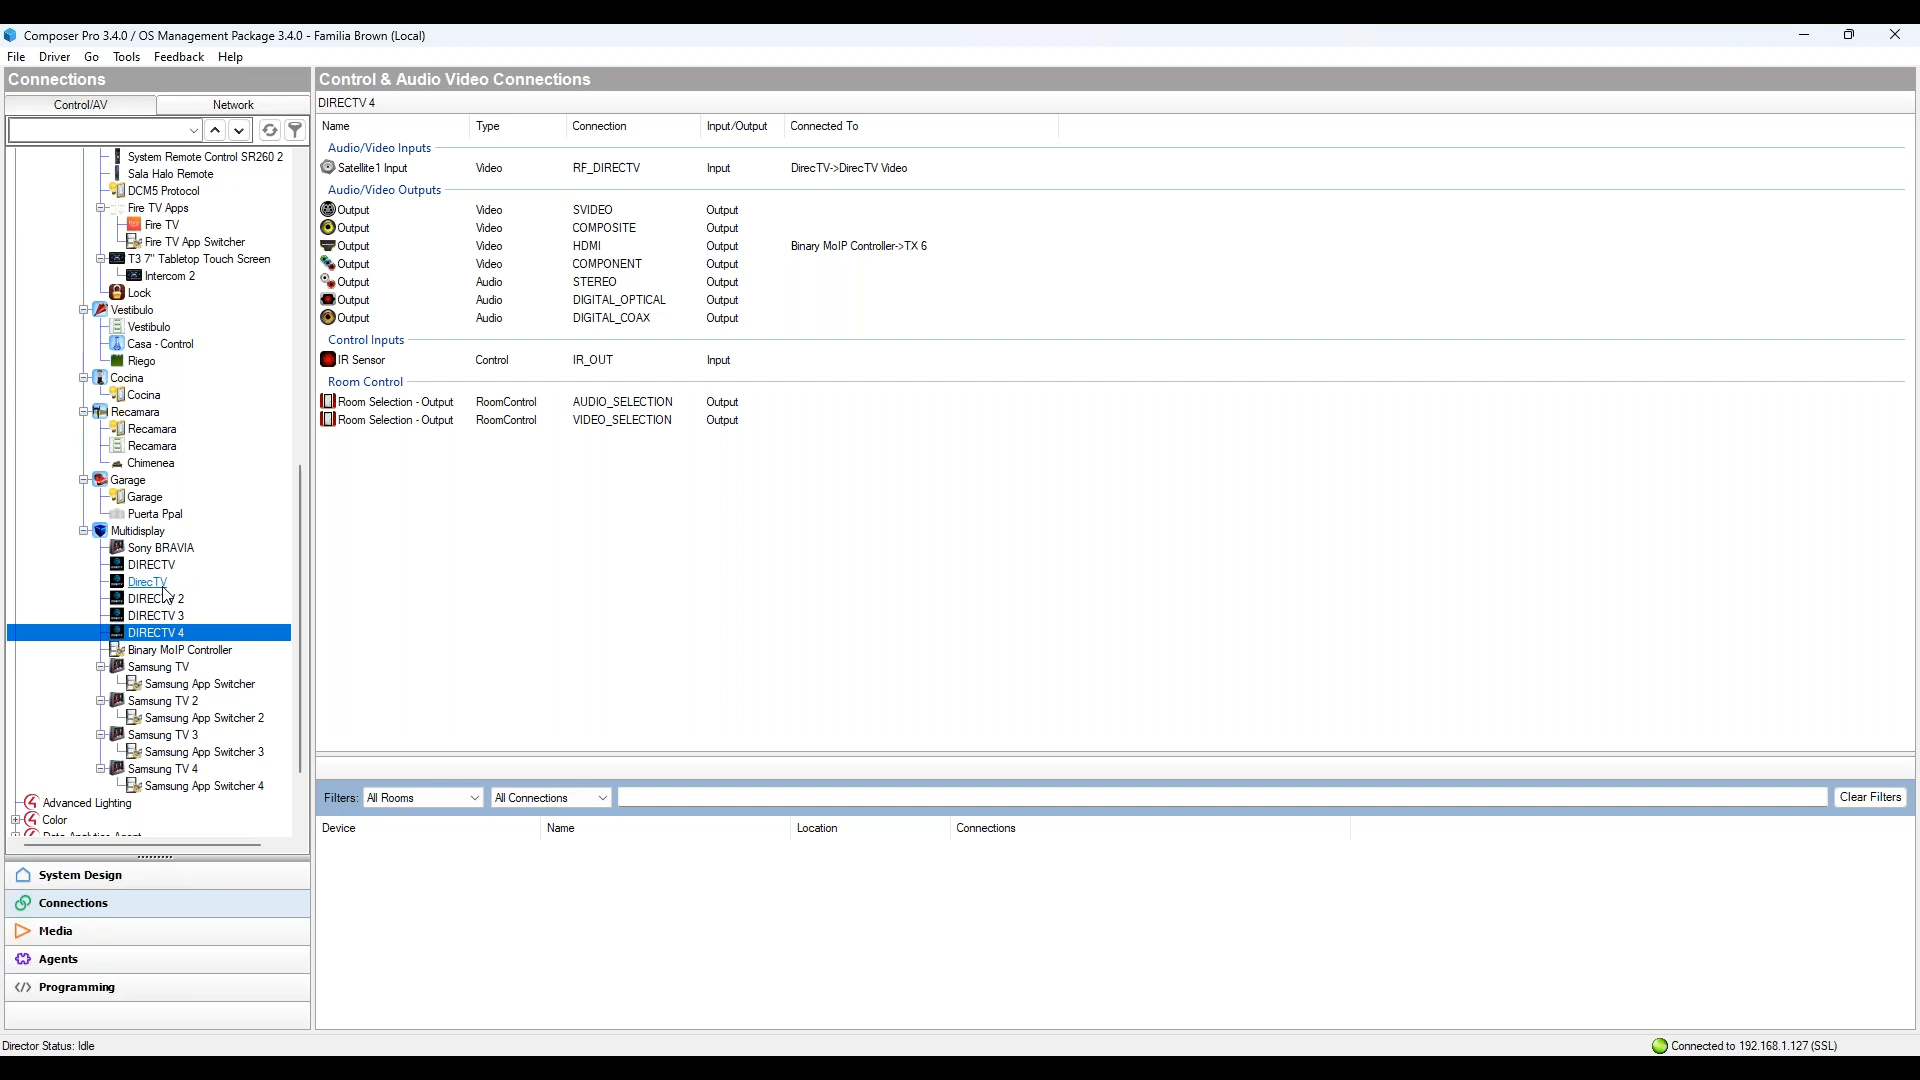 Composer Pro 3.4.0 / OS Management Package 3.4.0 - Familia Brown (Local)
File Driver Go Tools Feedback Help
Connections
Control/AV Network
System Remote Control SR260 2
Sala Halo Remote
DCM5 Protocol
Fire TV Apps
Fire TV
Fire TV App Switcher
T3 7" Tabletop Touch Screen
Intercom 2
Lock
Vestibulo
Vestibulo
Casa - Control
Riego
Cocina
Cocina
Recamara
Recamara
Recamara
Chimenea
Garage
Garage
Puerta Ppal
Multidisplay
Sony BRAVIA
DIRECTV
DirecTV
DIRECTV 2
DIRECTV 3
DIRECTV 4
Binary MoIP Controller
Samsung TV
Samsung App Switcher
Samsung TV 2
Samsung App Switcher 2
Samsung TV 3
Samsung App Switcher 3
Samsung TV 4
Samsung App Switcher 4
Advanced Lighting
Color
Data Analytics Agent
System Design
Connections
Media
Agents
Programming
Control & Audio Video Connections
DIRECTV 4
Name Type Connection Input/Output Connected To
Audio/Video Inputs
Satellite1 Input Video RF_DIRECTV Input DirecTV->DirecTV Video
Audio/Video Outputs
Output Video SVIDEO Output
Output Video COMPOSITE Output
Output Video HDMI Output Binary MoIP Controller->TX 6
Output Video COMPONENT Output
Output Audio STEREO Output
Output Audio DIGITAL_OPTICAL Output
Output Audio DIGITAL_COAX Output
Control Inputs
IR Sensor Control IR_OUT Input
Room Control
Room Selection - Output RoomControl AUDIO_SELECTION Output
Room Selection - Output RoomControl VIDEO_SELECTION Output
Filters: All Rooms All Connections Clear Filters
Device Name Location Connections
Director Status: Idle
Connected to 192.168.1.127 (SSL)